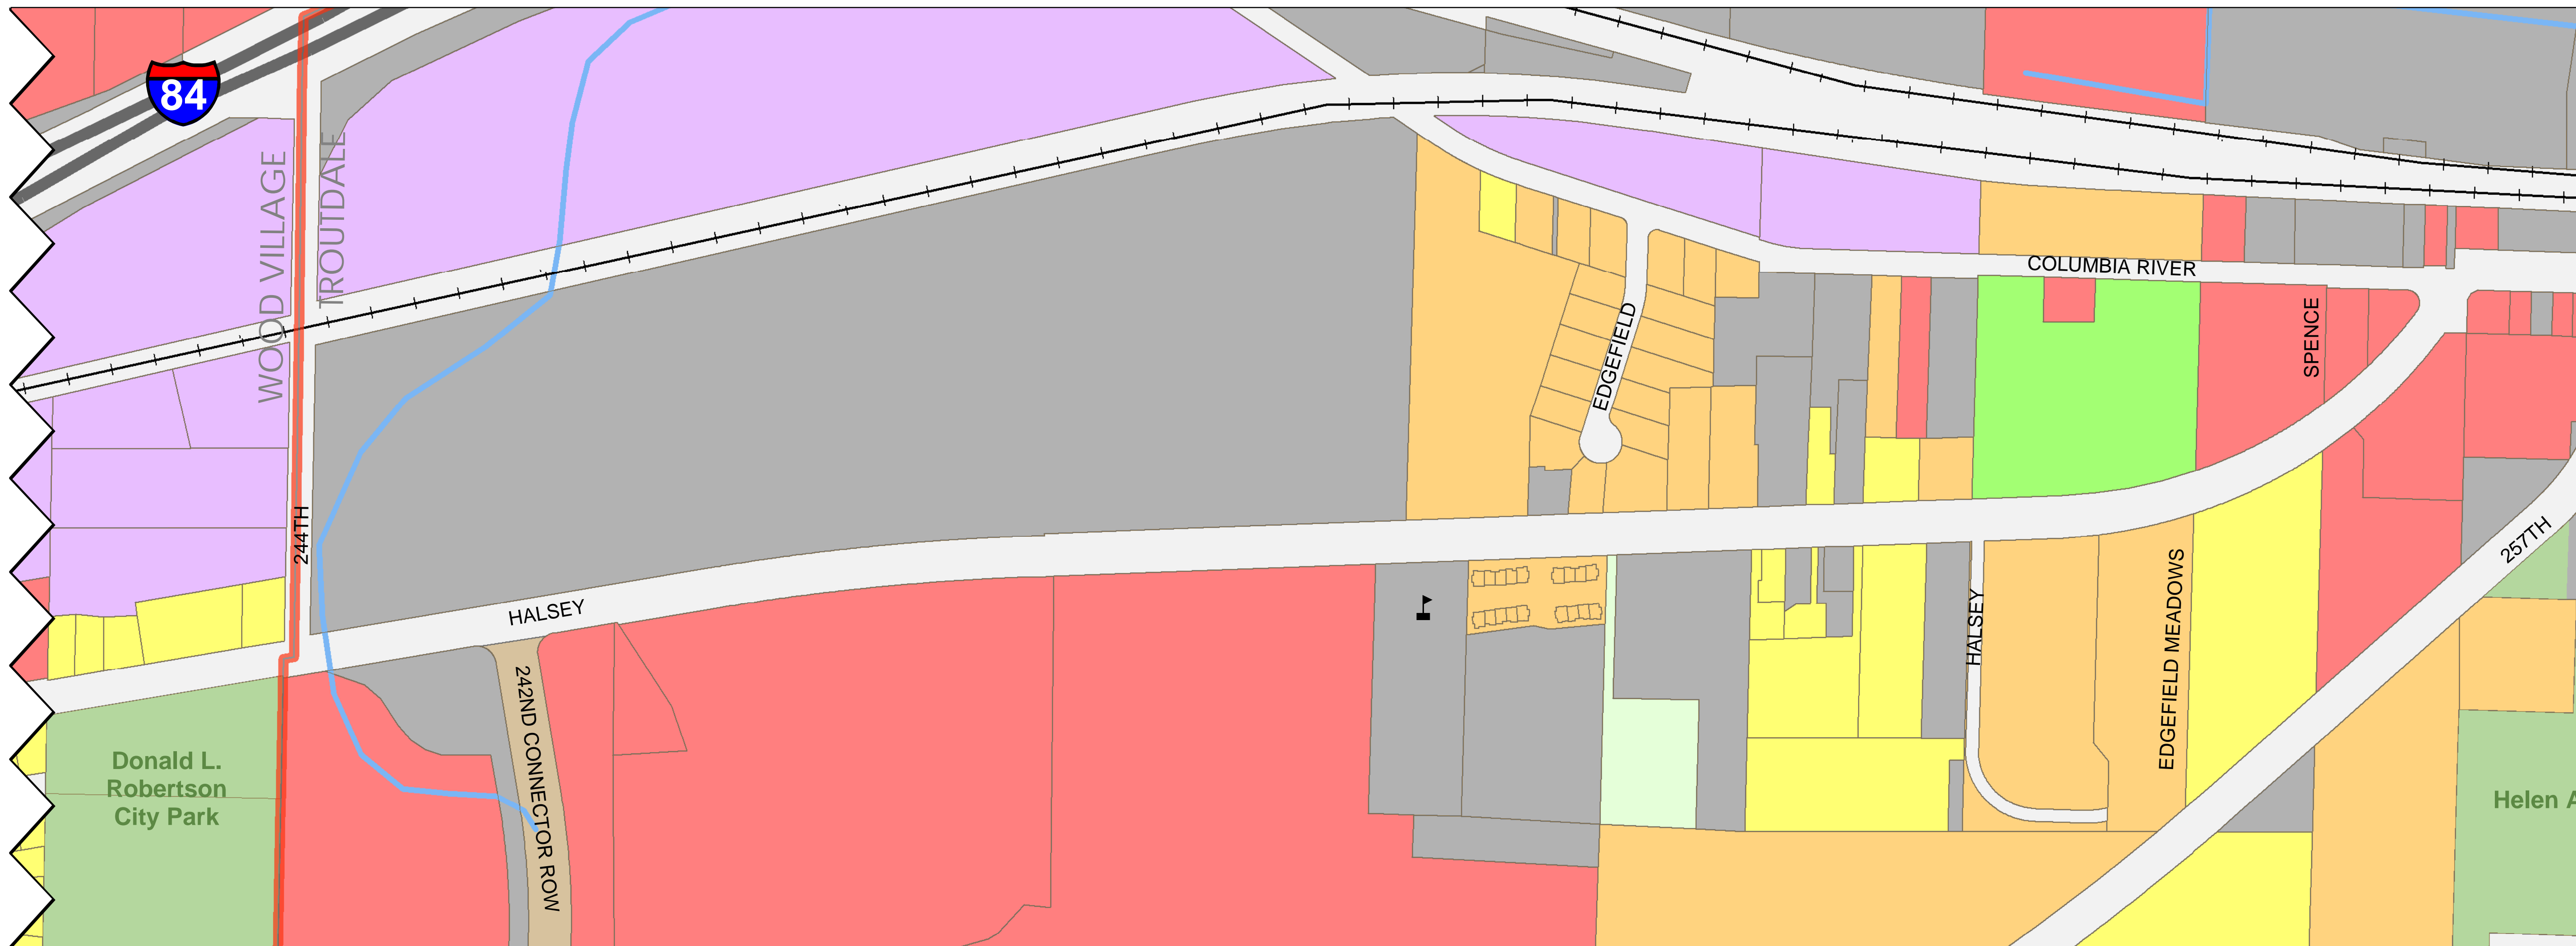 84
WOOD VILLAGE
TROUTDALE
COLUMBIA RIVER
SPENCE
EDGEFIELD
244TH
257TH
HALSEY
HALSEY
EDGEFIELD MEADOWS
242ND CONNECTOR ROW
Donald L.
Robertson
City Park
Helen A